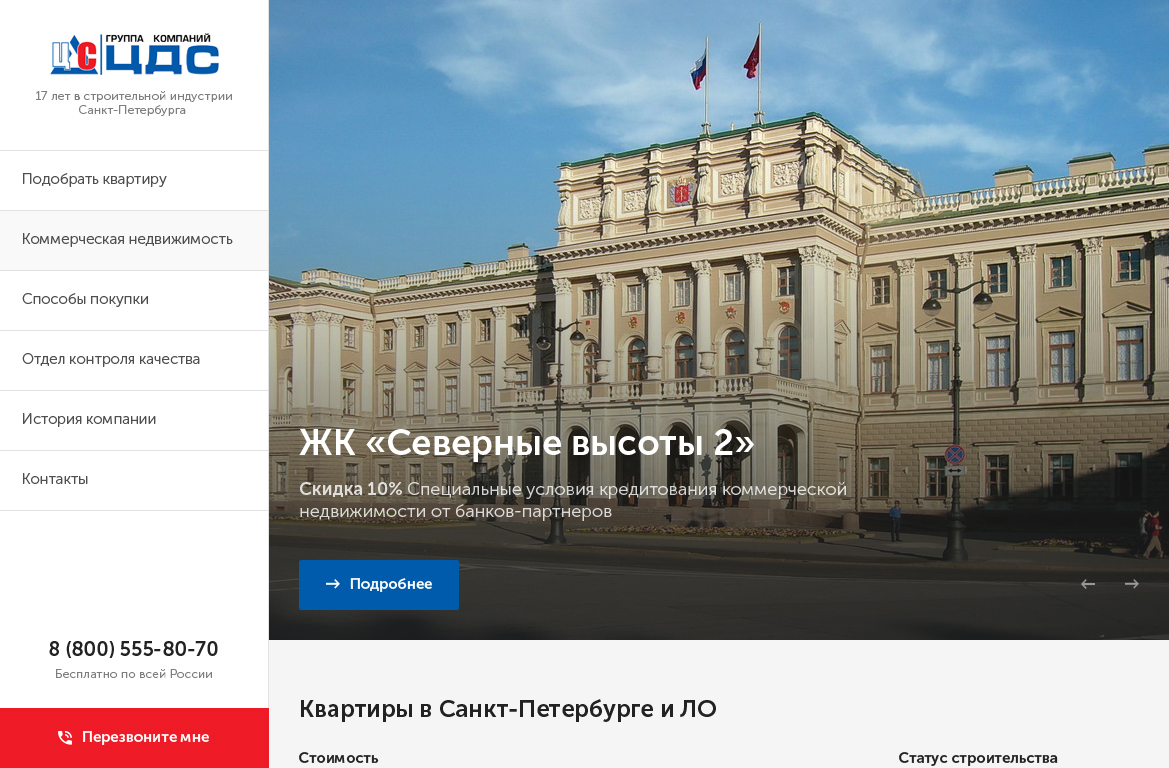 ГРУППА КОМПАНИЙ
ЦС ЦДС
17 лет в строительной индустрии
Санкт-Петербурга
Подобрать квартиру
Коммерческая недвижимость
Способы покупки
Отдел контроля качества
История компании
Контакты
8 (800) 555-80-70
Бесплатно по всей России
Перезвоните мне
ЖК «Северные высоты 2»
Скидка 10% Специальные условия кредитования коммерческой
недвижимости от банков-партнеров
Подробнее
Квартиры в Санкт-Петербурге и ЛО
Стоимость
Статус строительства